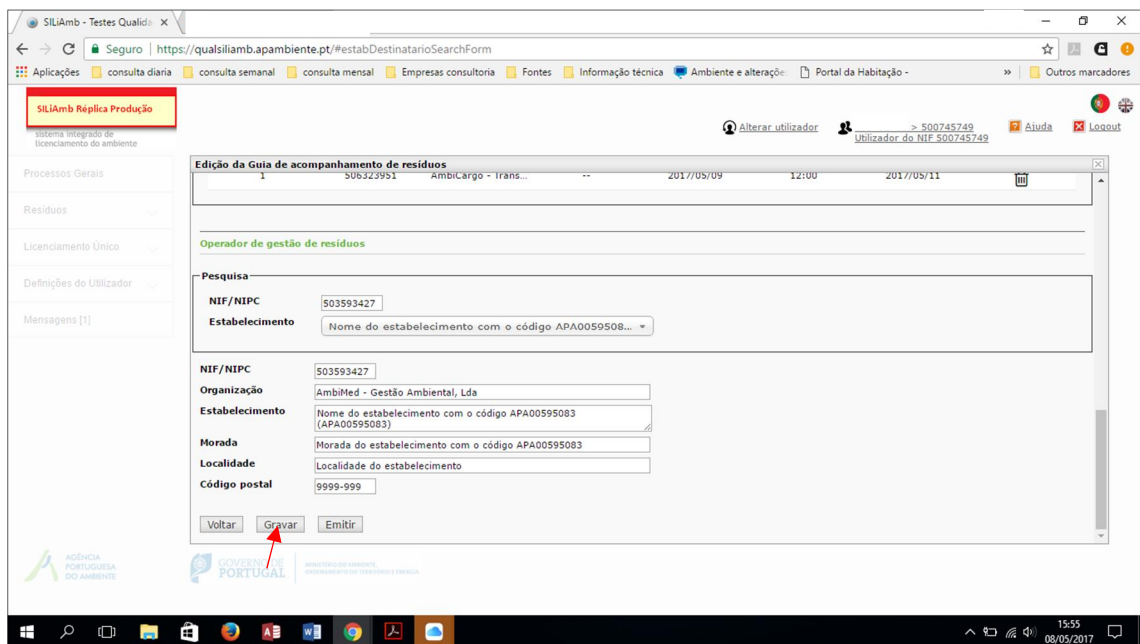 SILiAmb - Testes Qualida
Seguro | https://qualsiliamb.apambiente.pt/#estabDestinatarioSearchForm
Aplicações consulta diaria consulta semanal consulta mensal Empresas consultoria Fontes Informação técnica Ambiente e alteraçõe Portal da Habitação - » Outros marcadores
SILiAmb Réplica Produção
sistema integrado de
licenciamento do ambiente
Alterar utilizador > 500745749 Ajuda Logout
Utilizador do NIF 500745749
Processos Gerais
Resíduos
Licenciamento Único
Definições do Utilizador
Mensagens [1]
Edição da Guia de acompanhamento de resíduos
1 506323951 AmbiCargo - Trans... -- 2017/05/09 12:00 2017/05/11
Operador de gestão de resíduos
Pesquisa
NIF/NIPC 503593427
Estabelecimento Nome do estabelecimento com o código APA0059508...
NIF/NIPC 503593427
Organização AmbiMed - Gestão Ambiental, Lda
Estabelecimento Nome do estabelecimento com o código APA00595083
(APA00595083)
Morada Morada do estabelecimento com o código APA00595083
Localidade Localidade do estabelecimento
Código postal 9999-999
Voltar Gravar Emitir
AGÊNCIA
PORTUGUESA
DO AMBIENTE
GOVERNO DE
PORTUGAL
MINISTÉRIO DO AMBIENTE,
ORDENAMENTO DO TERRITÓRIO E ENERGIA
15:55
08/05/2017